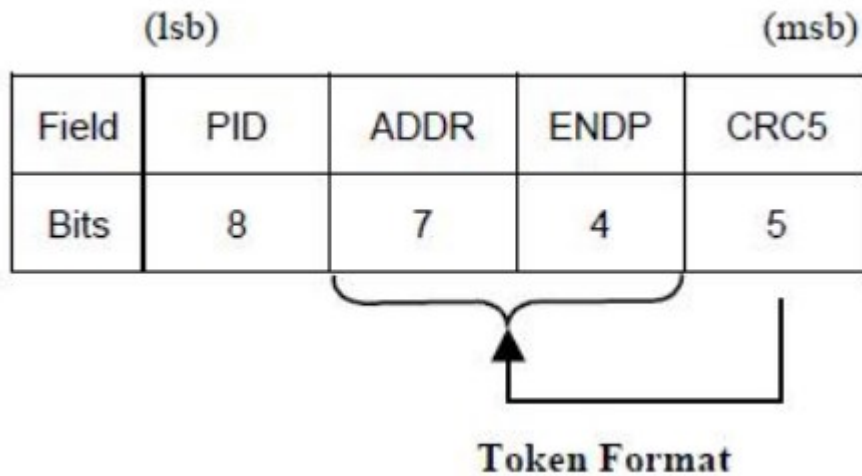 (lsb) (msb)
Field PID ADDR ENDP CRC5
Bits 8 7 4 5
Token Format